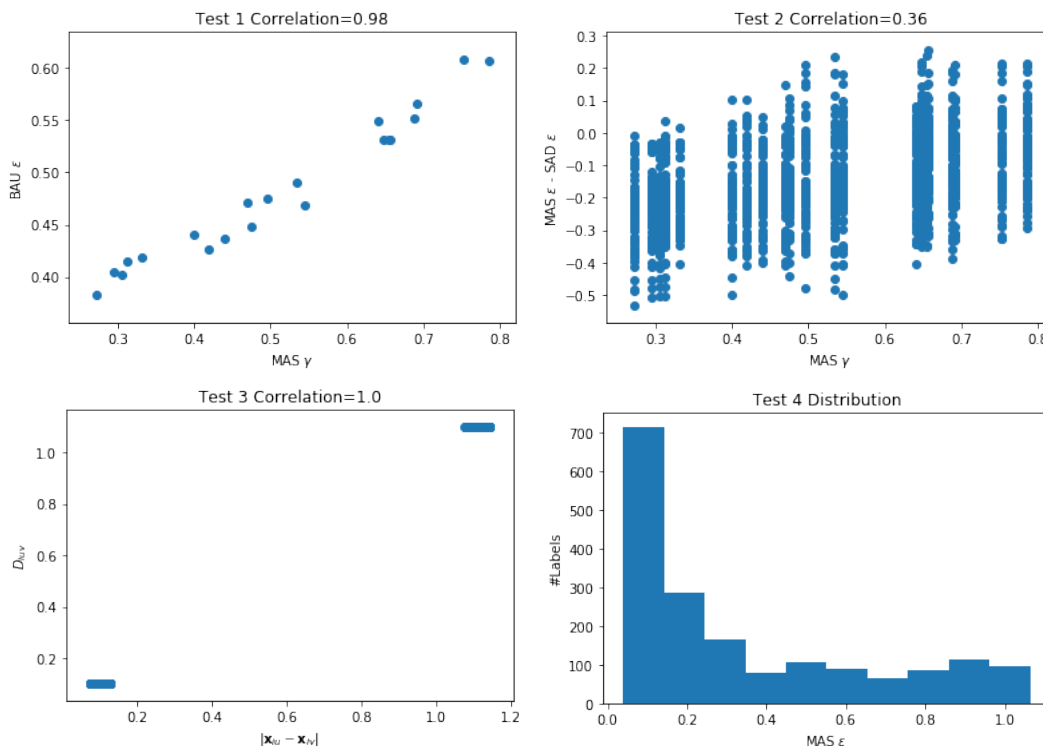 Test 1 Correlation=0.98
BAU ε
0.60
0.55
0.50
0.45
0.40
0.3 0.4 0.5 0.6 0.7 0.8
MAS γ
Test 2 Correlation=0.36
MAS ε - SAD ε
0.3
0.2
0.1
0.0
−0.1
−0.2
−0.3
−0.4
−0.5
0.3 0.4 0.5 0.6 0.7 0.8
MAS γ
Test 3 Correlation=1.0
D_{iuv}
1.0
0.8
0.6
0.4
0.2
0.2 0.4 0.6 0.8 1.0 1.2
|x_{iu} − x_{iv}|
Test 4 Distribution
#Labels
700
600
500
400
300
200
100
0
0.0 0.2 0.4 0.6 0.8 1.0
MAS ε